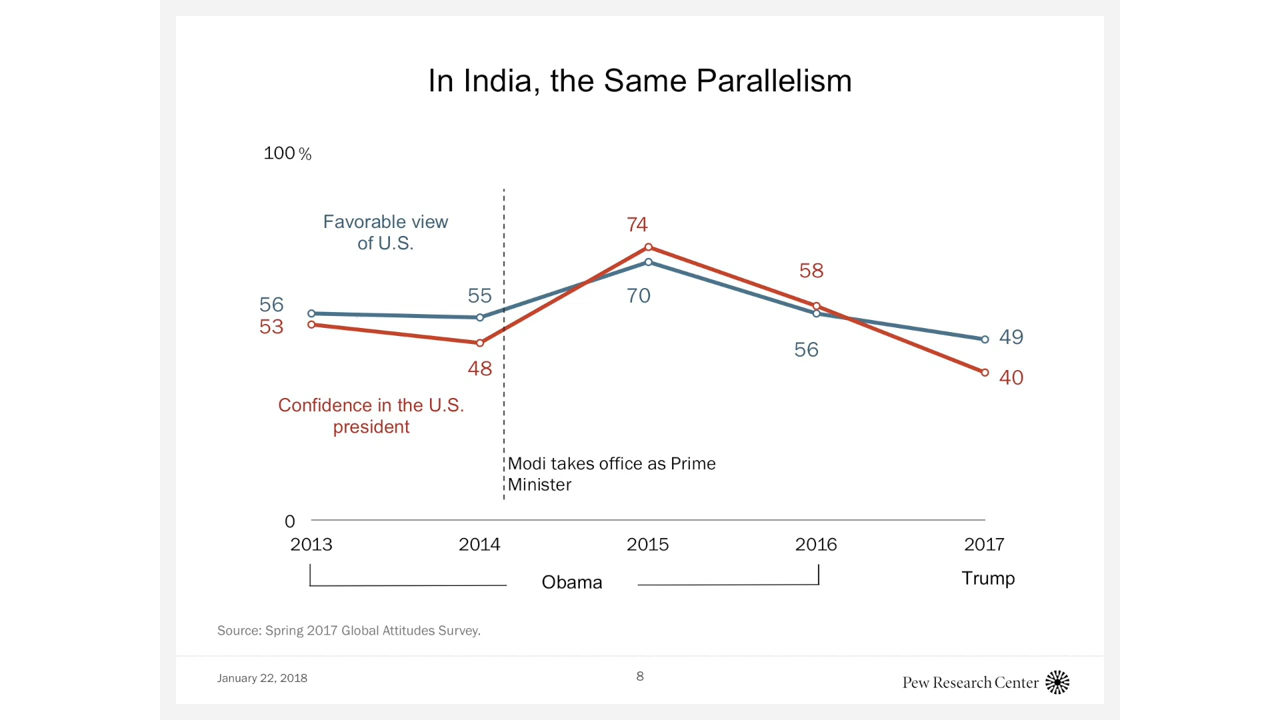 In India, the Same Parallelism
100 %
Favorable view
of U.S.
74
58
56
55
70
53
49
56
48
40
Confidence in the U.S.
president
Modi takes office as Prime
Minister
0
2013 2014 2015 2016 2017
Obama Trump
Source: Spring 2017 Global Attitudes Survey.
January 22, 2018 8 Pew Research Center